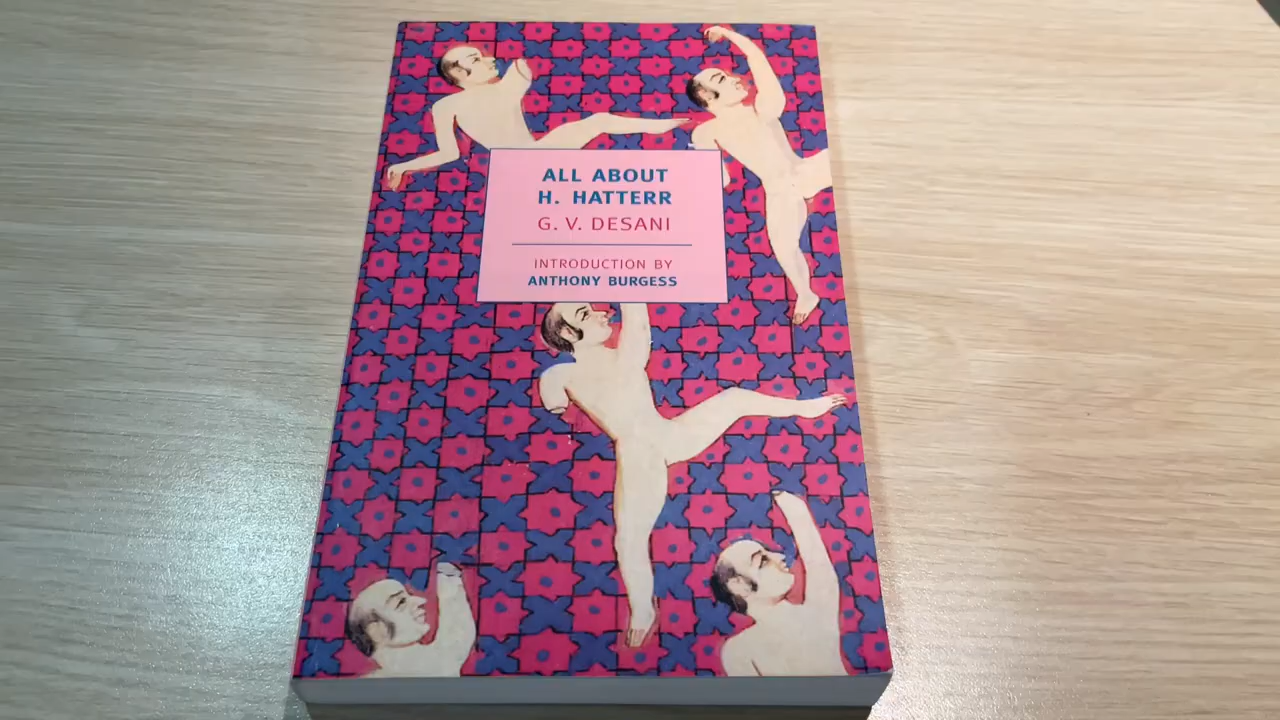 ALL ABOUT
H. HATTERR
G. V. DESANI
INTRODUCTION BY
ANTHONY BURGESS